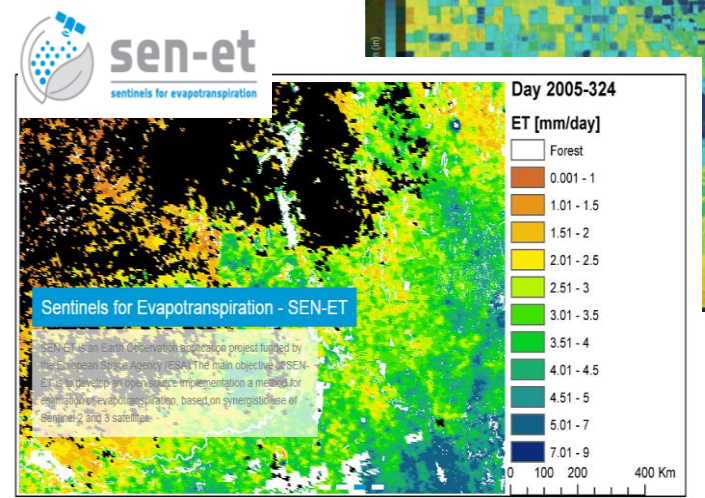 sen-et
sentinels for evapotranspiration
(in)
Day 2005-324
ET [mm/day]
Forest
0.001 - 1
1.01 - 1.5
1.51 - 2
2.01 - 2.5
2.51 - 3
3.01 - 3.5
3.51 - 4
4.01 - 4.5
4.51 - 5
5.01 - 7
7.01 - 9
0 100 200 400 Km
Sentinels for Evapotranspiration - SEN-ET
SEN-ET is an Earth Observation application project funded by
the European Space Agency (ESA). The main objective of SEN-
ET is to develop an open source implementation a method for
estimation of evapotranspiration, based on synergistic use of
Sentinel 2 and 3 satellites.